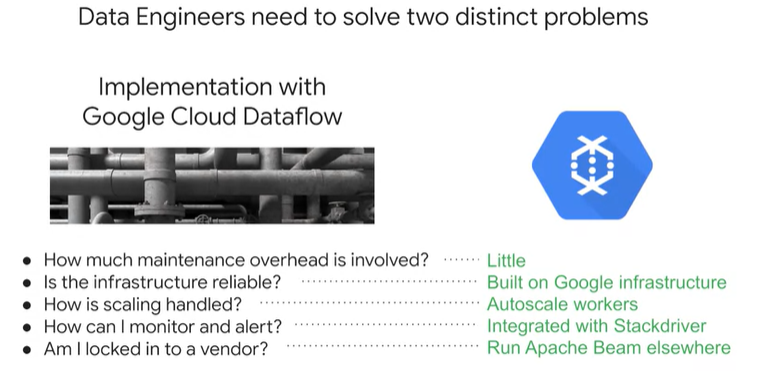 Data Engineers need to solve two distinct problems
Implementation with
Google Cloud Dataflow
● How much maintenance overhead is involved? ······· Little
● Is the infrastructure reliable? ······························ Built on Google infrastructure
● How is scaling handled? ····································· Autoscale workers
● How can I monitor and alert? ······························· Integrated with Stackdriver
● Am I locked in to a vendor? ································· Run Apache Beam elsewhere